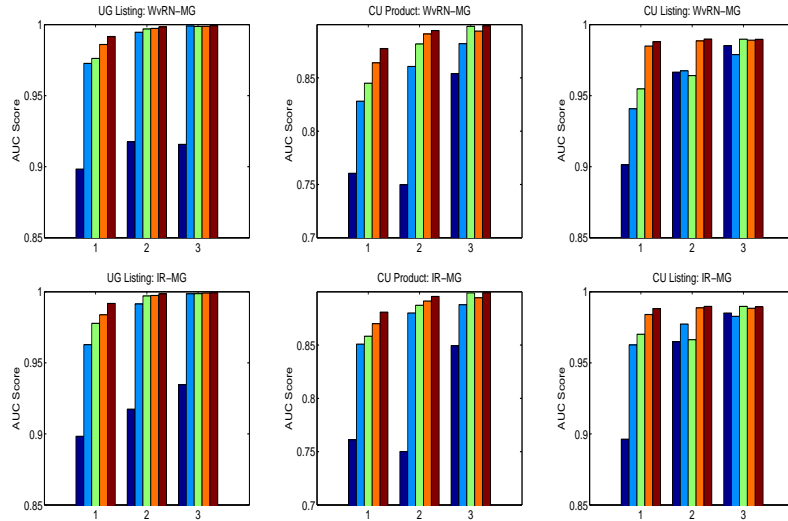 UG Listing: WvRN−MG
1
0.95
0.9
0.85
AUC Score
1 2 3
CU Product: WvRN−MG
0.85
0.8
0.75
0.7
AUC Score
1 2 3
CU Listing: WvRN−MG
1
0.95
0.9
0.85
AUC Score
1 2 3
UG Listing: IR−MG
1
0.95
0.9
0.85
AUC Score
1 2 3
CU Product: IR−MG
0.85
0.8
0.75
0.7
AUC Score
1 2 3
CU Listing: IR−MG
1
0.95
0.9
0.85
AUC Score
1 2 3